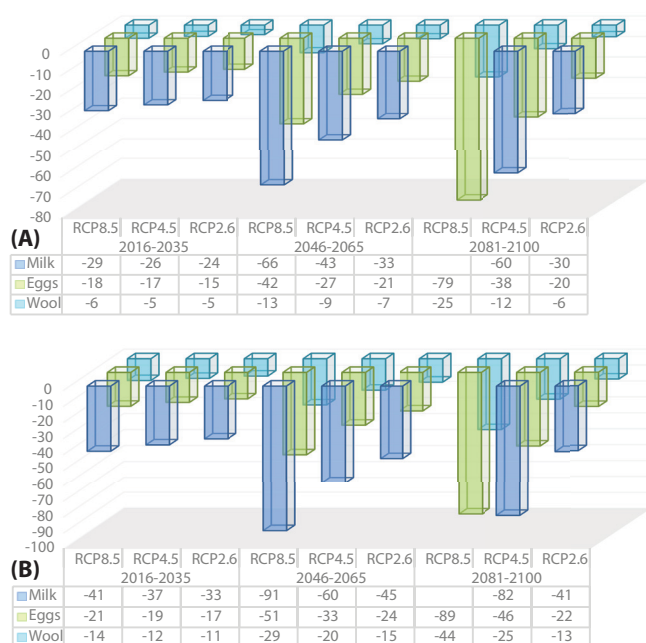 0
-10
-20
-30
-40
-50
-60
-70
-80
(A)
RCP8.5 RCP4.5 RCP2.6 RCP8.5 RCP4.5 RCP2.6 RCP8.5 RCP4.5 RCP2.6
2016-2035 2046-2065 2081-2100
Milk -29 -26 -24 -66 -43 -33 -60 -30
Eggs -18 -17 -15 -42 -27 -21 -79 -38 -20
Wool -6 -5 -5 -13 -9 -7 -25 -12 -6
0
-10
-20
-30
-40
-50
-60
-70
-80
-90
-100
(B)
RCP8.5 RCP4.5 RCP2.6 RCP8.5 RCP4.5 RCP2.6 RCP8.5 RCP4.5 RCP2.6
2016-2035 2046-2065 2081-2100
Milk -41 -37 -33 -91 -60 -45 -82 -41
Eggs -21 -19 -17 -51 -33 -24 -89 -46 -22
Wool -14 -12 -11 -29 -20 -15 -44 -25 -13